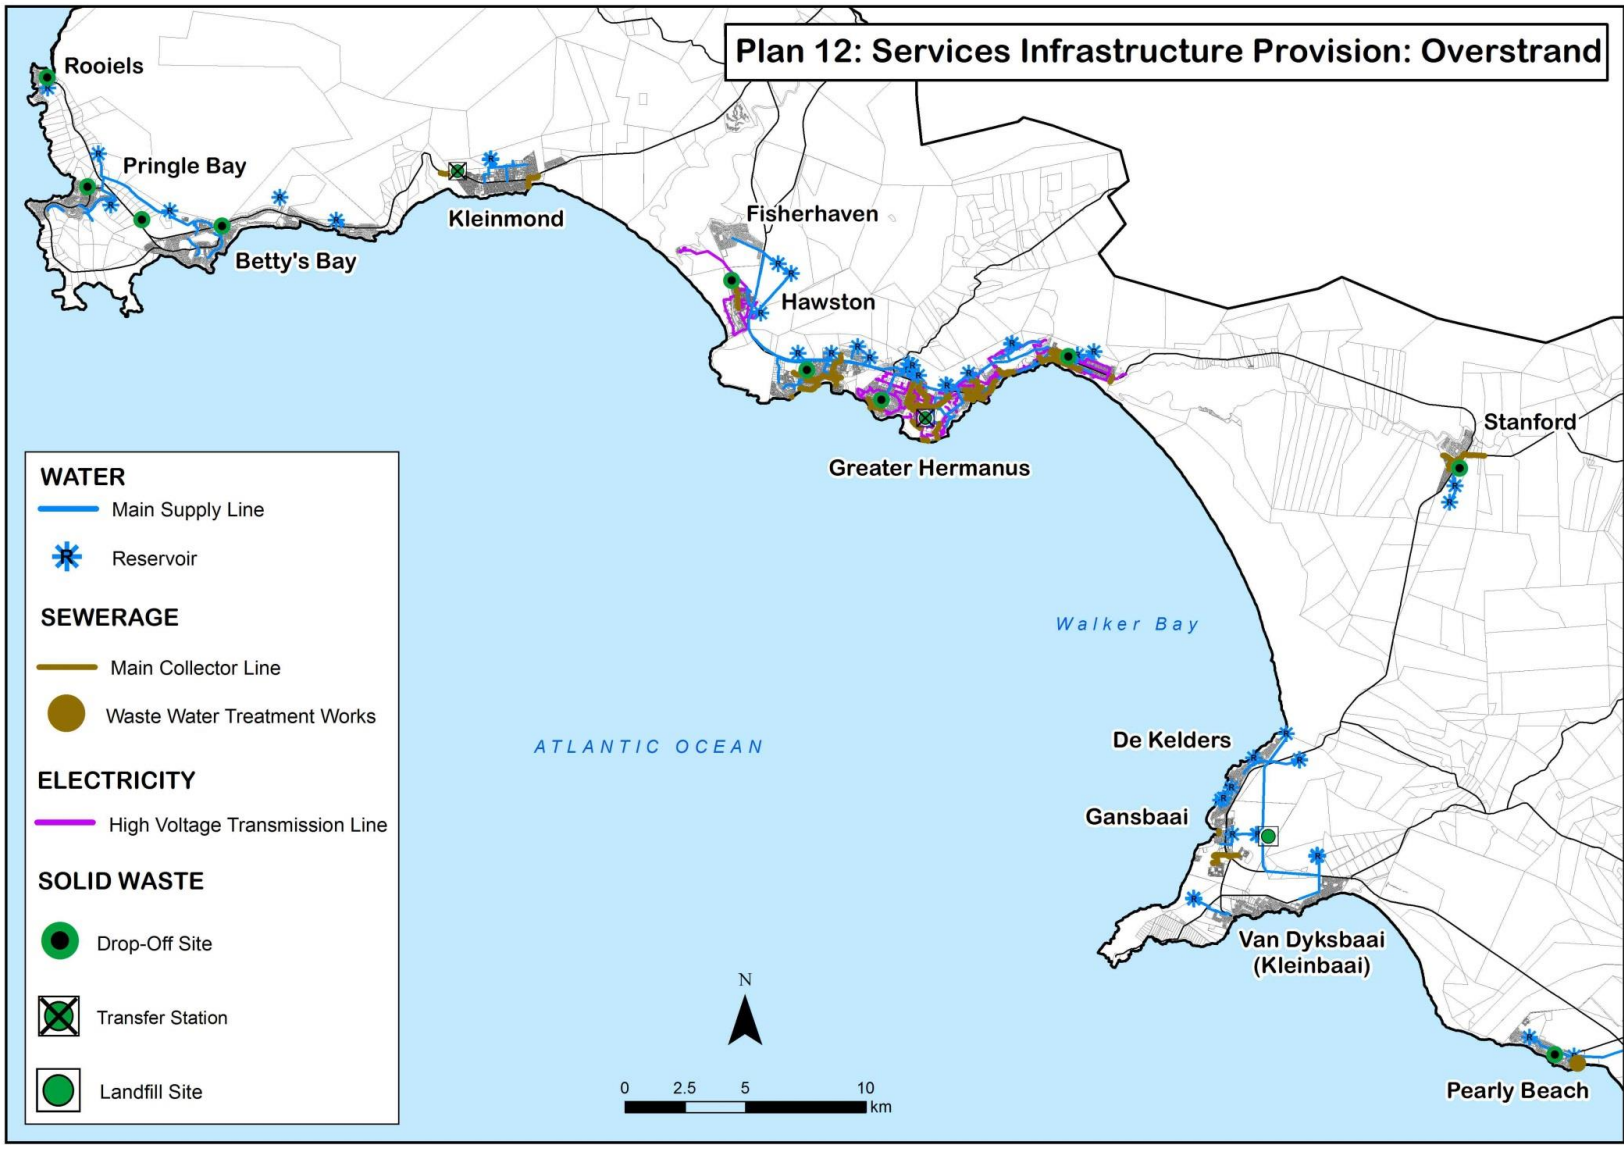 Plan 12: Services Infrastructure Provision: Overstrand
Rooiels
Pringle Bay
Betty's Bay
Kleinmond
Fisherhaven
Hawston
Greater Hermanus
Stanford
Walker Bay
ATLANTIC OCEAN
De Kelders
Gansbaai
Van Dyksbaai
(Kleinbaai)
Pearly Beach
WATER
Main Supply Line
R
Reservoir
SEWERAGE
Main Collector Line
Waste Water Treatment Works
ELECTRICITY
High Voltage Transmission Line
SOLID WASTE
Drop-Off Site
Transfer Station
Landfill Site
N
0 2.5 5 10
km